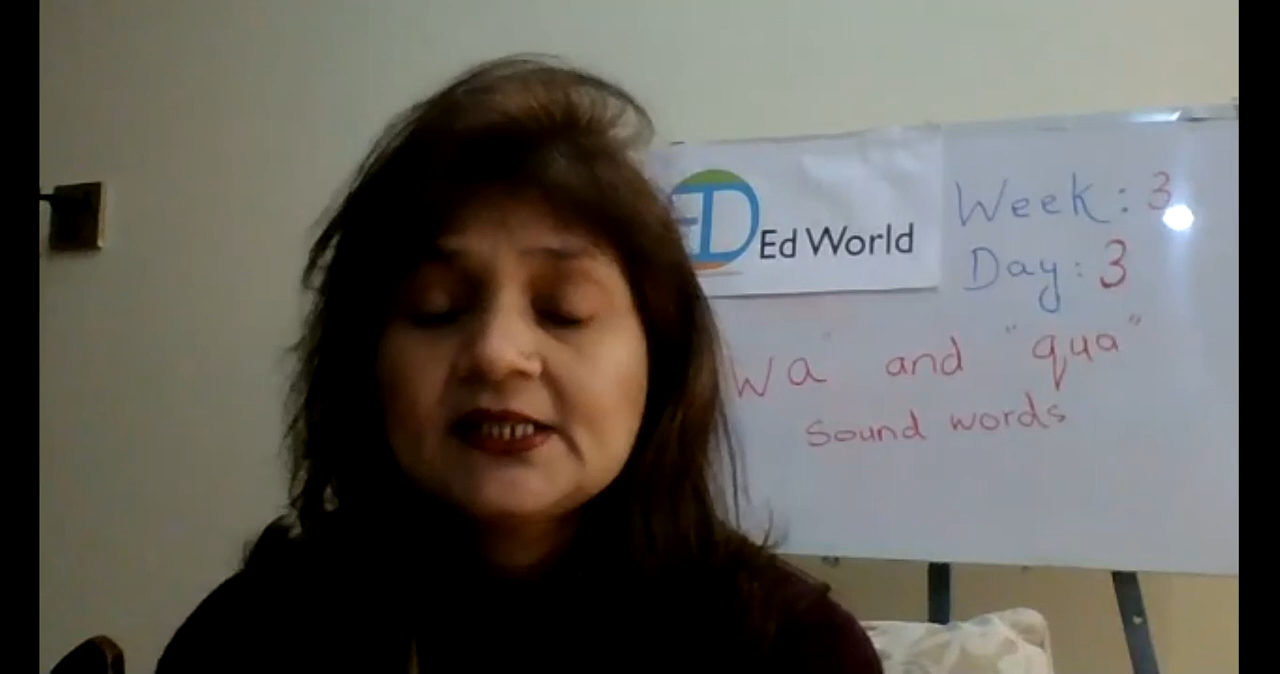 Ed World
Week: 3
Day: 3
"wa" and "qua"
Sound words